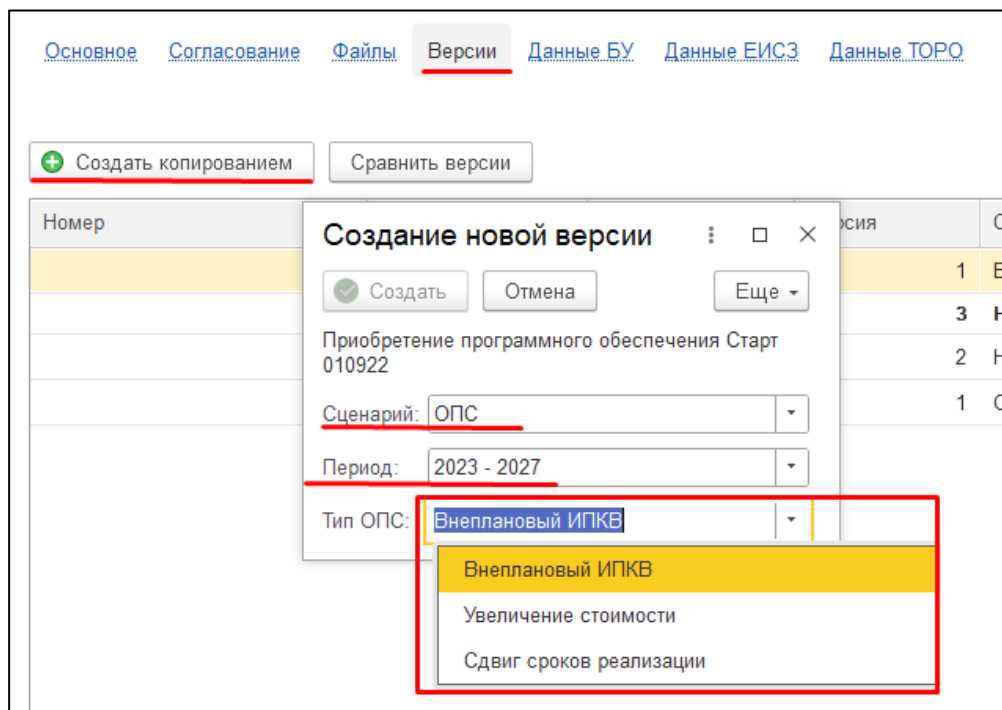 Основное Согласование Файлы Версии Данные БУ Данные ЕИСЗ Данные ТОРО
Создать копированием Сравнить версии
Номер
Создание новой версии
Создать Отмена Еще
Приобретение программного обеспечения Старт
010922
Сценарий: ОПС
Период: 2023 - 2027
Тип ОПС: Внеплановый ИПКВ
Внеплановый ИПКВ
Увеличение стоимости
Сдвиг сроков реализации
1
3
2
1